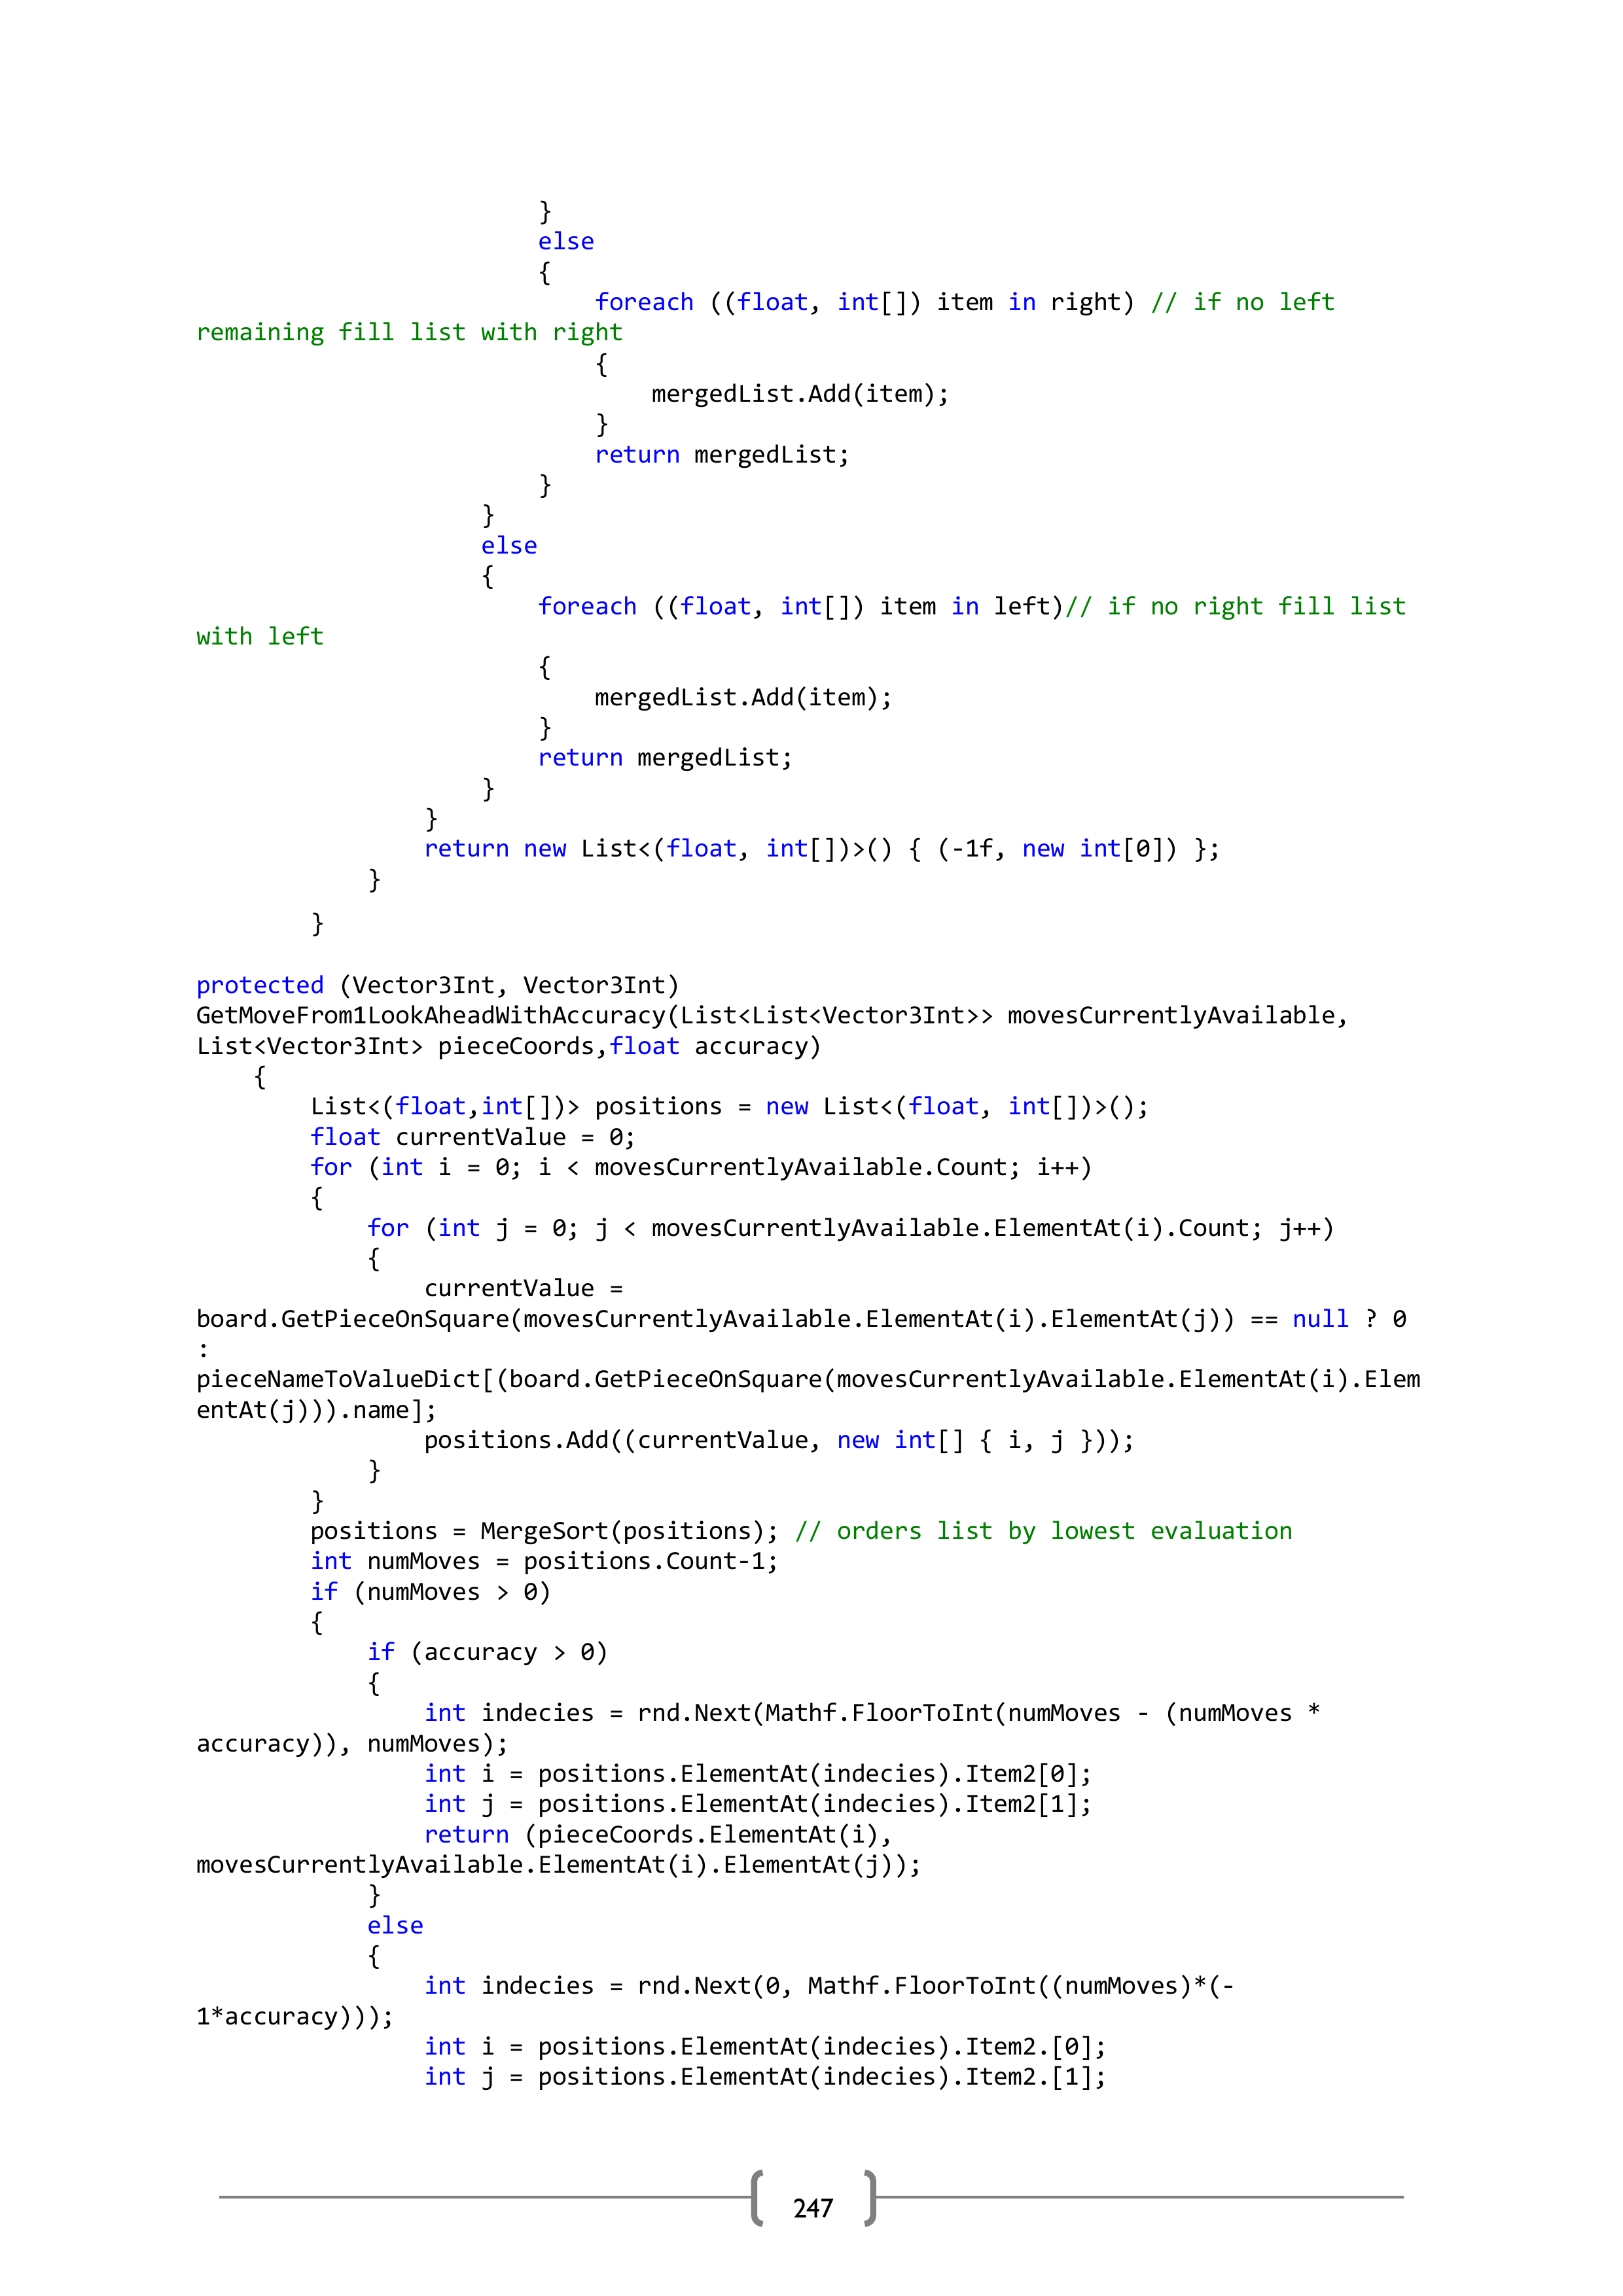 }
else
{
foreach ((float, int[]) item in right) // if no left
remaining fill list with right
{
mergedList.Add(item);
}
return mergedList;
}
}
else
{
foreach ((float, int[]) item in left)// if no right fill list
with left
{
mergedList.Add(item);
}
return mergedList;
}
}
return new List<(float, int[])>() { (-1f, new int[0]) };
}
}
protected (Vector3Int, Vector3Int)
GetMoveFrom1LookAheadWithAccuracy(List<List<Vector3Int>> movesCurrentlyAvailable,
List<Vector3Int> pieceCoords,float accuracy)
{
List<(float,int[])> positions = new List<(float, int[])>();
float currentValue = 0;
for (int i = 0; i < movesCurrentlyAvailable.Count; i++)
{
for (int j = 0; j < movesCurrentlyAvailable.ElementAt(i).Count; j++)
{
currentValue =
board.GetPieceOnSquare(movesCurrentlyAvailable.ElementAt(i).ElementAt(j)) == null ? 0
:
pieceNameToValueDict[(board.GetPieceOnSquare(movesCurrentlyAvailable.ElementAt(i).Elem
entAt(j))).name];
positions.Add((currentValue, new int[] { i, j }));
}
}
positions = MergeSort(positions); // orders list by lowest evaluation
int numMoves = positions.Count-1;
if (numMoves > 0)
{
if (accuracy > 0)
{
int indecies = rnd.Next(Mathf.FloorToInt(numMoves - (numMoves *
accuracy)), numMoves);
int i = positions.ElementAt(indecies).Item2[0];
int j = positions.ElementAt(indecies).Item2[1];
return (pieceCoords.ElementAt(i),
movesCurrentlyAvailable.ElementAt(i).ElementAt(j));
}
else
{
int indecies = rnd.Next(0, Mathf.FloorToInt((numMoves)*(-
1*accuracy)));
int i = positions.ElementAt(indecies).Item2.[0];
int j = positions.ElementAt(indecies).Item2.[1];
247